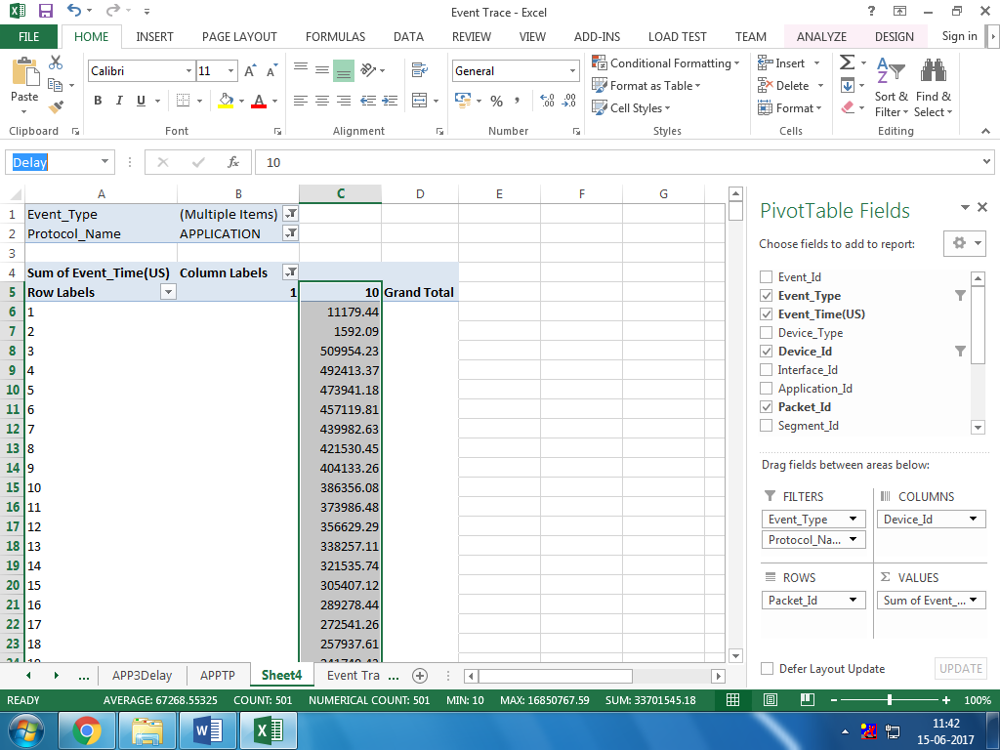 Event Trace - Excel
FILE HOME INSERT PAGE LAYOUT FORMULAS DATA REVIEW VIEW ADD-INS LOAD TEST TEAM ANALYZE DESIGN Sign in
Paste
Calibri 11
General
Conditional Formatting
Format as Table
Cell Styles
Insert
Delete
Format
Sort & Filter
Find & Select
Clipboard Font Alignment Number Styles Cells Editing
Delay fx 10
A B C D E F G
1 Event_Type (Multiple Items)
2 Protocol_Name APPLICATION
3
4 Sum of Event_Time(US) Column Labels
5 Row Labels 1 10 Grand Total
6 1 11179.44
7 2 1592.09
8 3 509954.23
9 4 492413.37
10 5 473941.18
11 6 457119.81
12 7 439982.63
13 8 421530.45
14 9 404133.26
15 10 386356.08
16 11 373986.48
17 12 356629.29
18 13 338257.11
19 14 321535.74
20 15 305407.12
21 16 289278.44
22 17 272541.26
23 18 257937.61
24 19 241740.42
PivotTable Fields
Choose fields to add to report:
Event_Id
Event_Type
Event_Time(US)
Device_Type
Device_Id
Interface_Id
Application_Id
Packet_Id
Segment_Id
Drag fields between areas below:
FILTERS COLUMNS
Event_Type Device_Id
Protocol_Na...
ROWS Σ VALUES
Packet_Id Sum of Event_...
Defer Layout Update UPDATE
... APP3Delay APPTP Sheet4 Event Tra ...
READY AVERAGE: 67268.55325 COUNT: 501 NUMERICAL COUNT: 501 MIN: 10 MAX: 16850767.59 SUM: 33701545.18 100%
11:42
15-06-2017